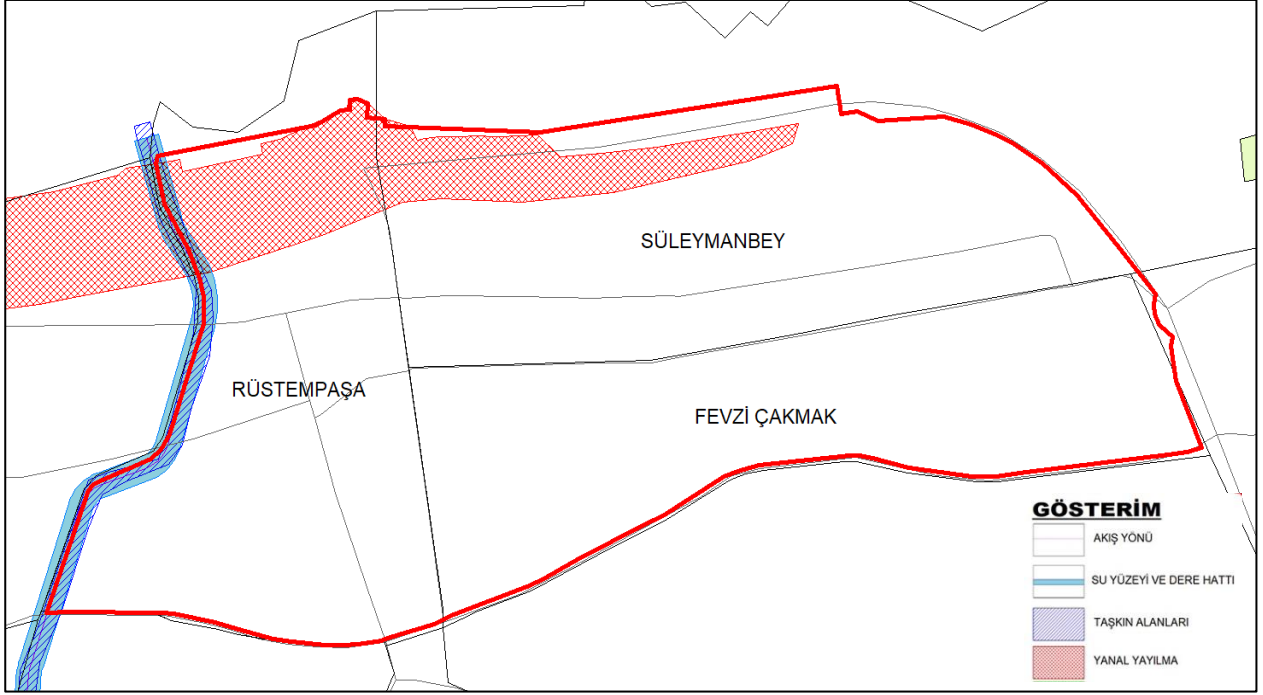 SÜLEYMANBEY
RÜSTEMPAŞA
FEVZİ ÇAKMAK
GÖSTERİM
AKIŞ YÖNÜ
SU YÜZEYİ VE DERE HATTI
TAŞKIN ALANLARI
YANAL YAYILMA